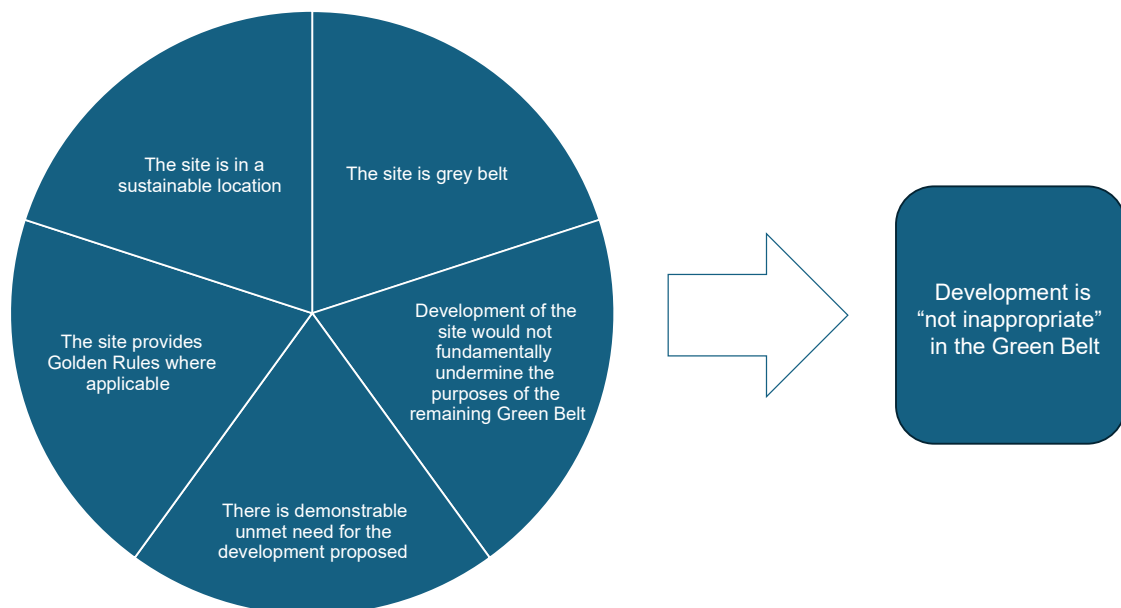 The site is in a
sustainable location
The site is grey belt
Development of the
site would not
fundamentally
undermine the
purposes of the
remaining Green Belt
There is demonstrable
unmet need for the
development proposed
The site provides
Golden Rules where
applicable
Development is
“not inappropriate”
in the Green Belt